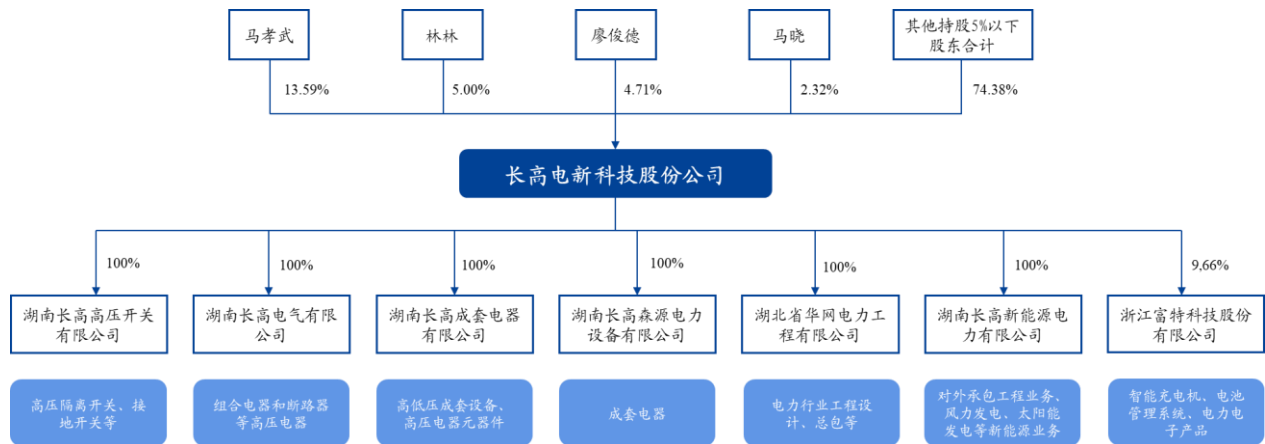 马孝武
林林
廖俊德
马晓
其他持股5%以下
股东合计
13.59%
5.00%
4.71%
2.32%
74.38%
长高电新科技股份公司
100%
100%
100%
100%
100%
100%
9.66%
湖南长高高压开关
有限公司
湖南长高电气有限
公司
湖南长高成套电器
有限公司
湖南长高森源电力
设备有限公司
湖北省华网电力工
程有限公司
湖南长高新能源电
力有限公司
浙江富特科技股份
有限公司
高压隔离开关、接
地开关等
组合电器和断路器
等高压电器
高低压成套设备、
高压电器元器件
成套电器
电力行业工程设
计、总包等
对外承包工程业务、
风力发电、太阳能
发电等新能源业务
智能充电机、电池
管理系统、电力电
子产品